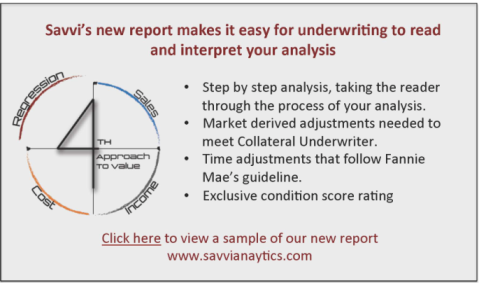 Savvi's new report makes it easy for underwriting to read
and interpret your analysis
Regression
Sales
4
TH
Approach
to value
Cost
Income
• Step by step analysis, taking the reader
through the process of your analysis.
• Market derived adjustments needed to
meet Collateral Underwriter.
• Time adjustments that follow Fannie
Mae's guideline.
• Exclusive condition score rating
Click here to view a sample of our new report
www.savvianaytics.com